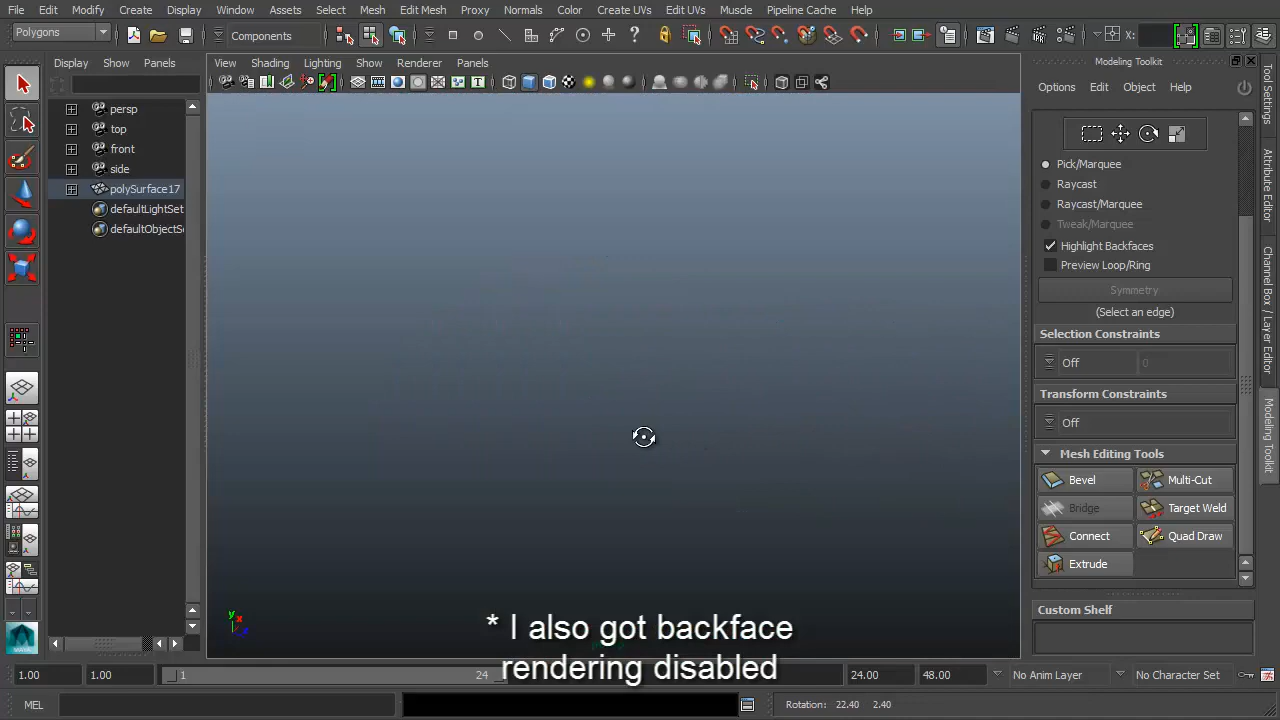 File Edit Modify Create Display Window Assets Select Mesh Edit Mesh Proxy Normals Color Create UVs Edit UVs Muscle Pipeline Cache Help
Polygons Components X:
Display Show Panels
View Shading Lighting Show Renderer Panels
Modeling Toolkit
Options Edit Object Help
persp
top
front
side
polySurface17
defaultLightSet
defaultObjectS
Pick/Marquee
Raycast
Raycast/Marquee
Tweak/Marquee
Highlight Backfaces
Preview Loop/Ring
Symmetry
(Select an edge)
Selection Constraints
Off 0
Transform Constraints
Off
Mesh Editing Tools
Bevel Multi-Cut
Bridge Target Weld
Connect Quad Draw
Extrude
Custom Shelf
Tool Settings
Attribute Editor
Channel Box / Layer Editor
Modeling Toolkit
y x z
* I also got backface
rendering disabled
1.00 1.00 1 24 24.00 48.00 No Anim Layer No Character Set
MEL Rotation: 22.40 2.40